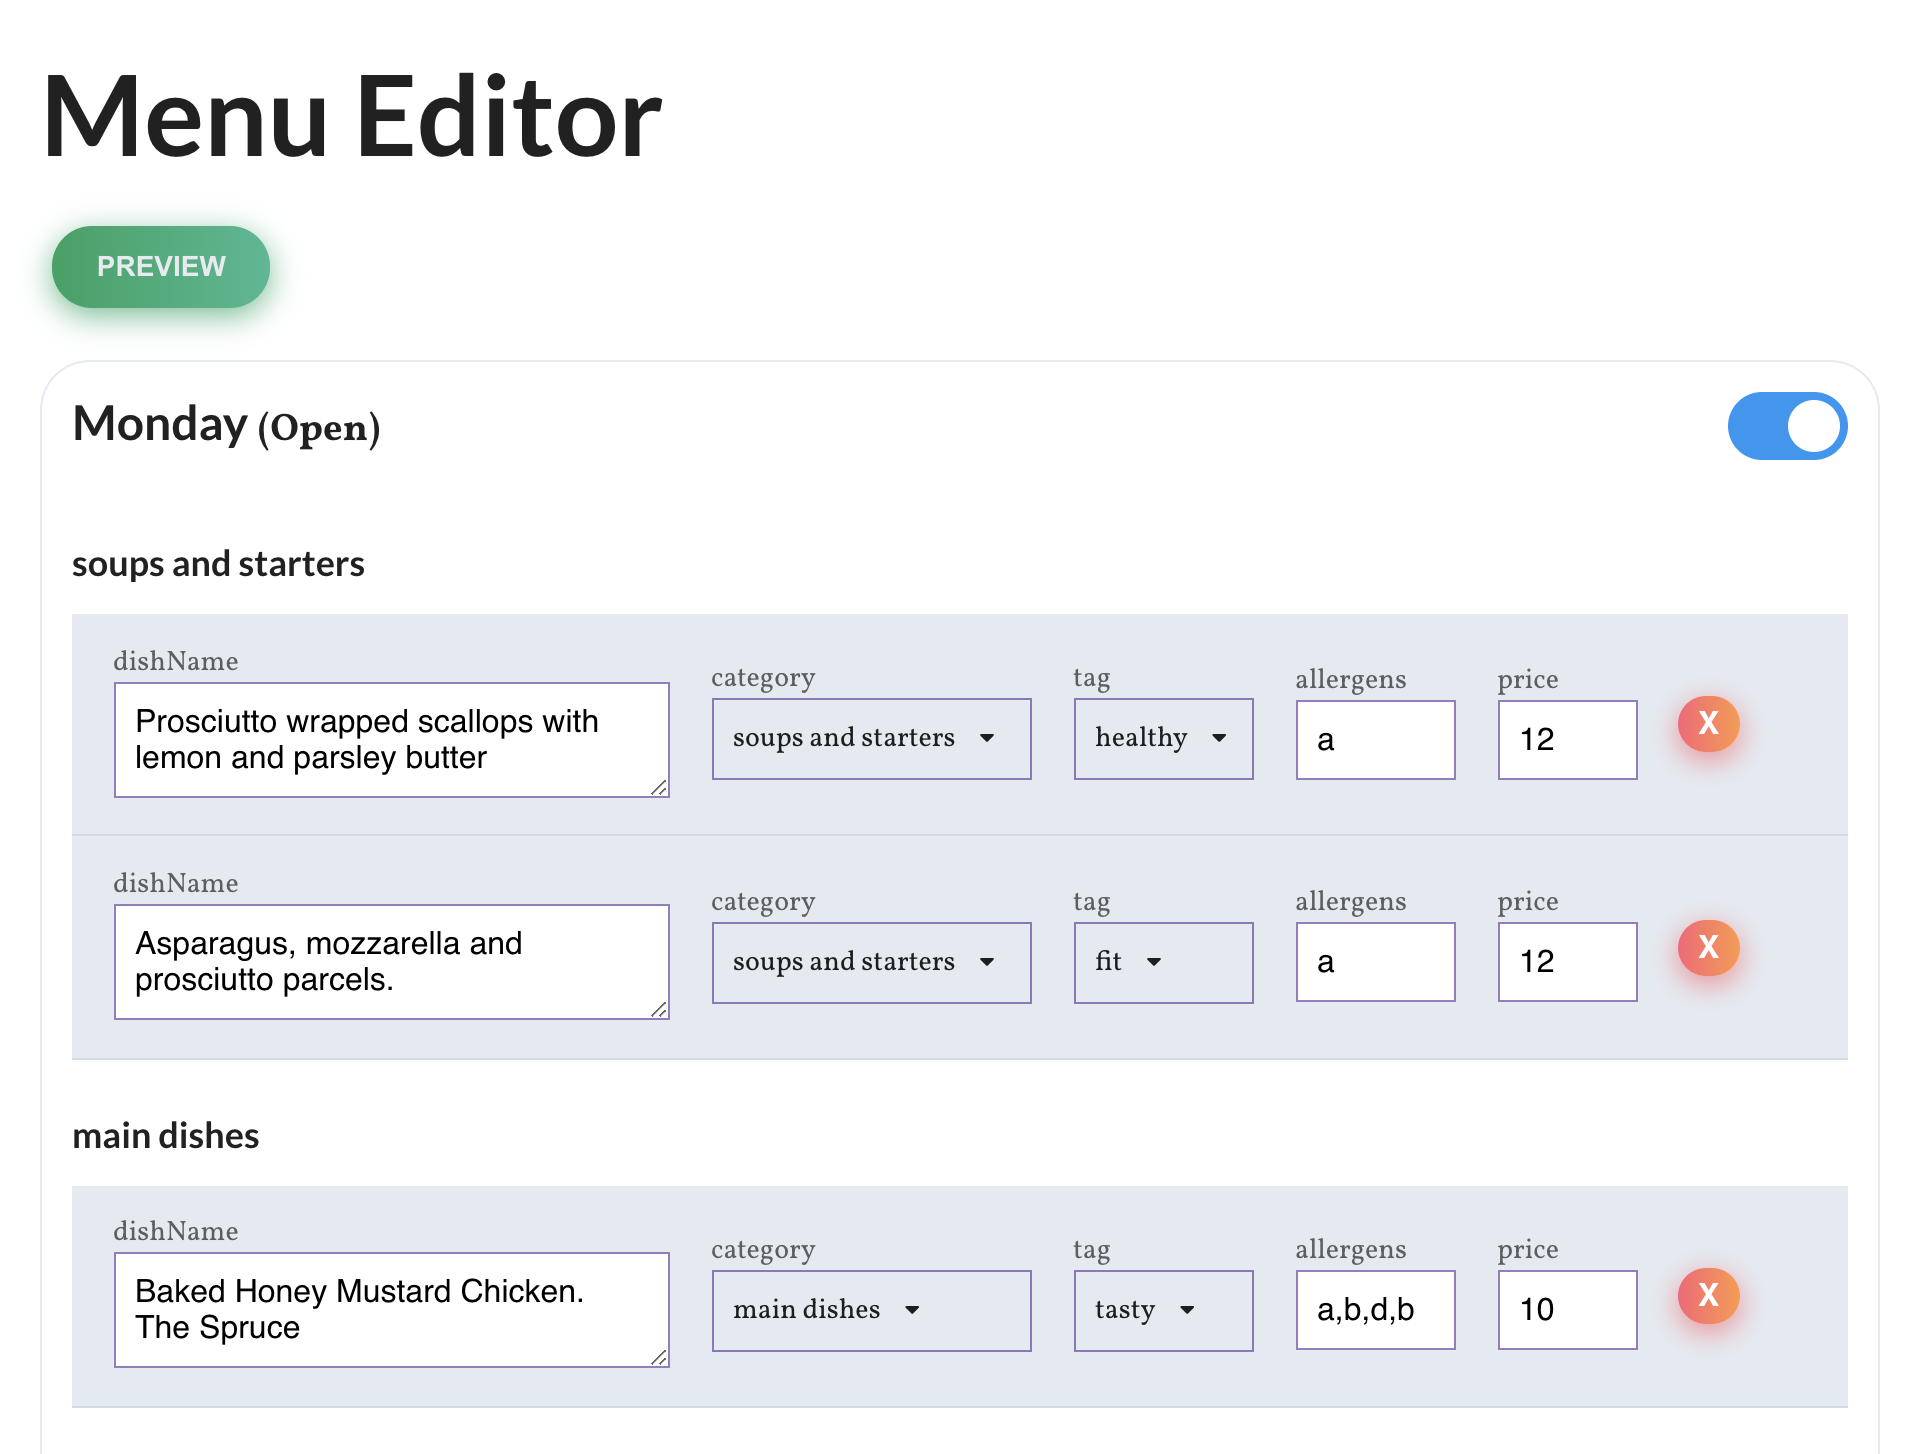 Menu Editor
PREVIEW
Monday (Open)
soups and starters
dishName
category
tag
allergens
price
Prosciutto wrapped scallops with
lemon and parsley butter
soups and starters
healthy
a
12
X
dishName
category
tag
allergens
price
Asparagus, mozzarella and
prosciutto parcels.
soups and starters
fit
a
12
X
main dishes
dishName
category
tag
allergens
price
Baked Honey Mustard Chicken.
The Spruce
main dishes
tasty
a,b,d,b
10
X